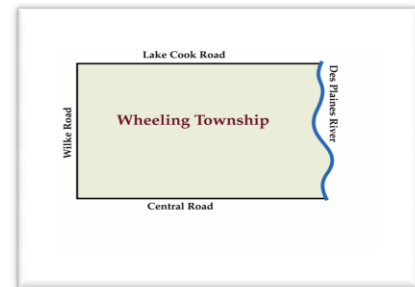 Lake Cook Road
Wilke Road
Wheeling Township
Des Plaines River
Central Road